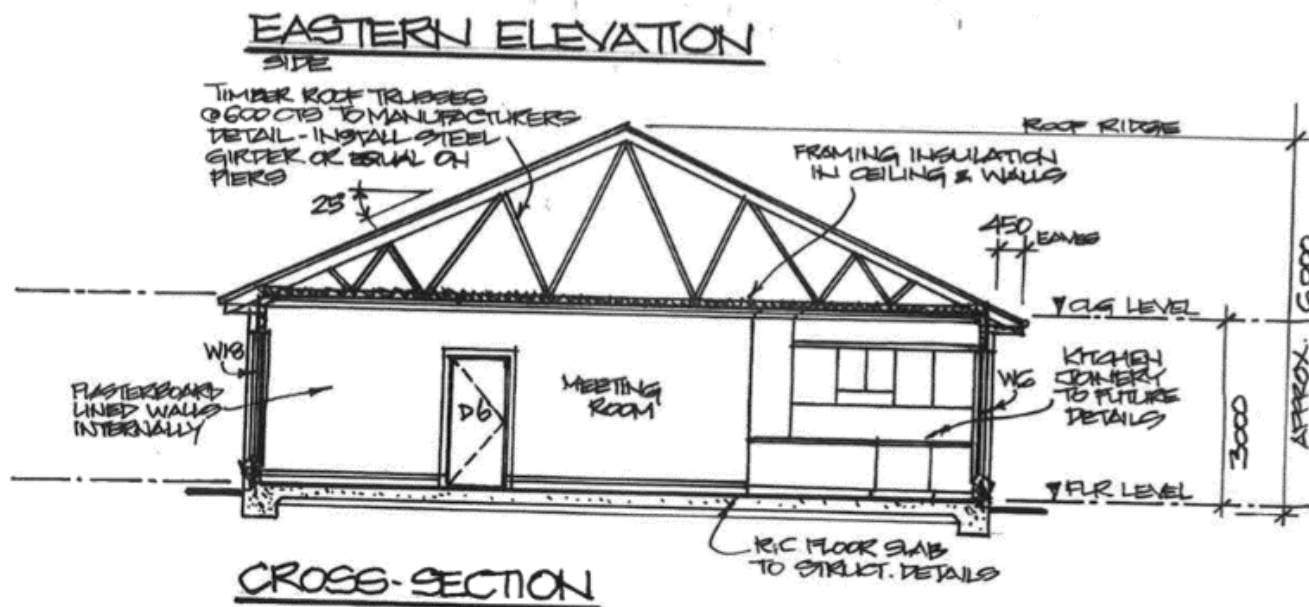 EASTERN ELEVATION
SIDE
TIMBER ROOF TRUSSES
@600 CTS TO MANUFACTURERS
DETAIL - INSTALL STEEL
GIRDER OR EQUAL ON
PIERS
25°
ROOF RIDGE
FRAMING INSULATION
IN CEILING & WALLS
450
EAVES
CLG LEVEL
APPROX. 6500
W18
PLASTERBOARD
LINED WALLS
INTERNALLY
D6
MEETING
ROOM
W6
KITCHEN
JOINERY
TO FUTURE
DETAILS
3000
FLR LEVEL
R.C FLOOR SLAB
TO STRUCT. DETAILS
CROSS-SECTION